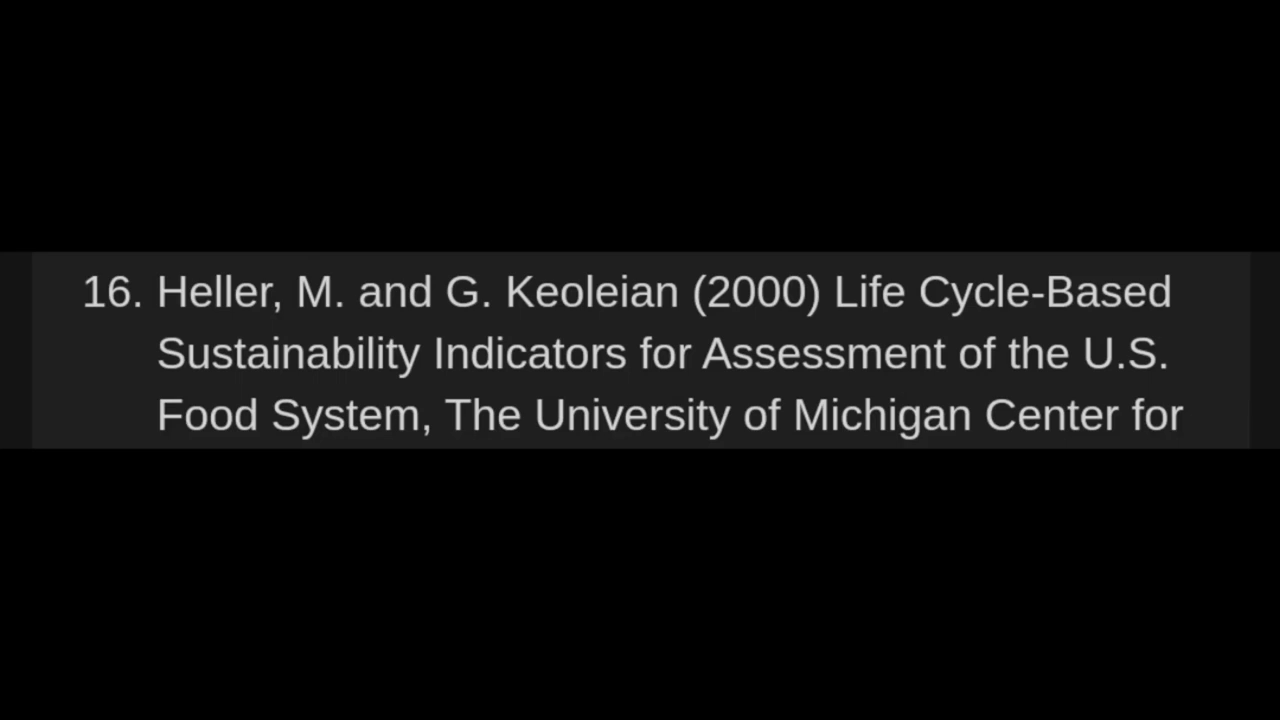 16. Heller, M. and G. Keoleian (2000) Life Cycle-Based
Sustainability Indicators for Assessment of the U.S.
Food System, The University of Michigan Center for